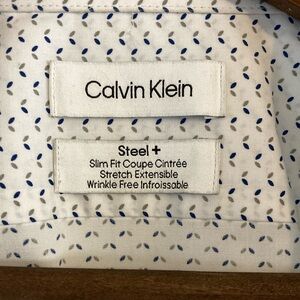 Calvin Klein
Steel +
Slim Fit Coupe Cintrée
Stretch Extensible
Wrinkle Free Infroissable